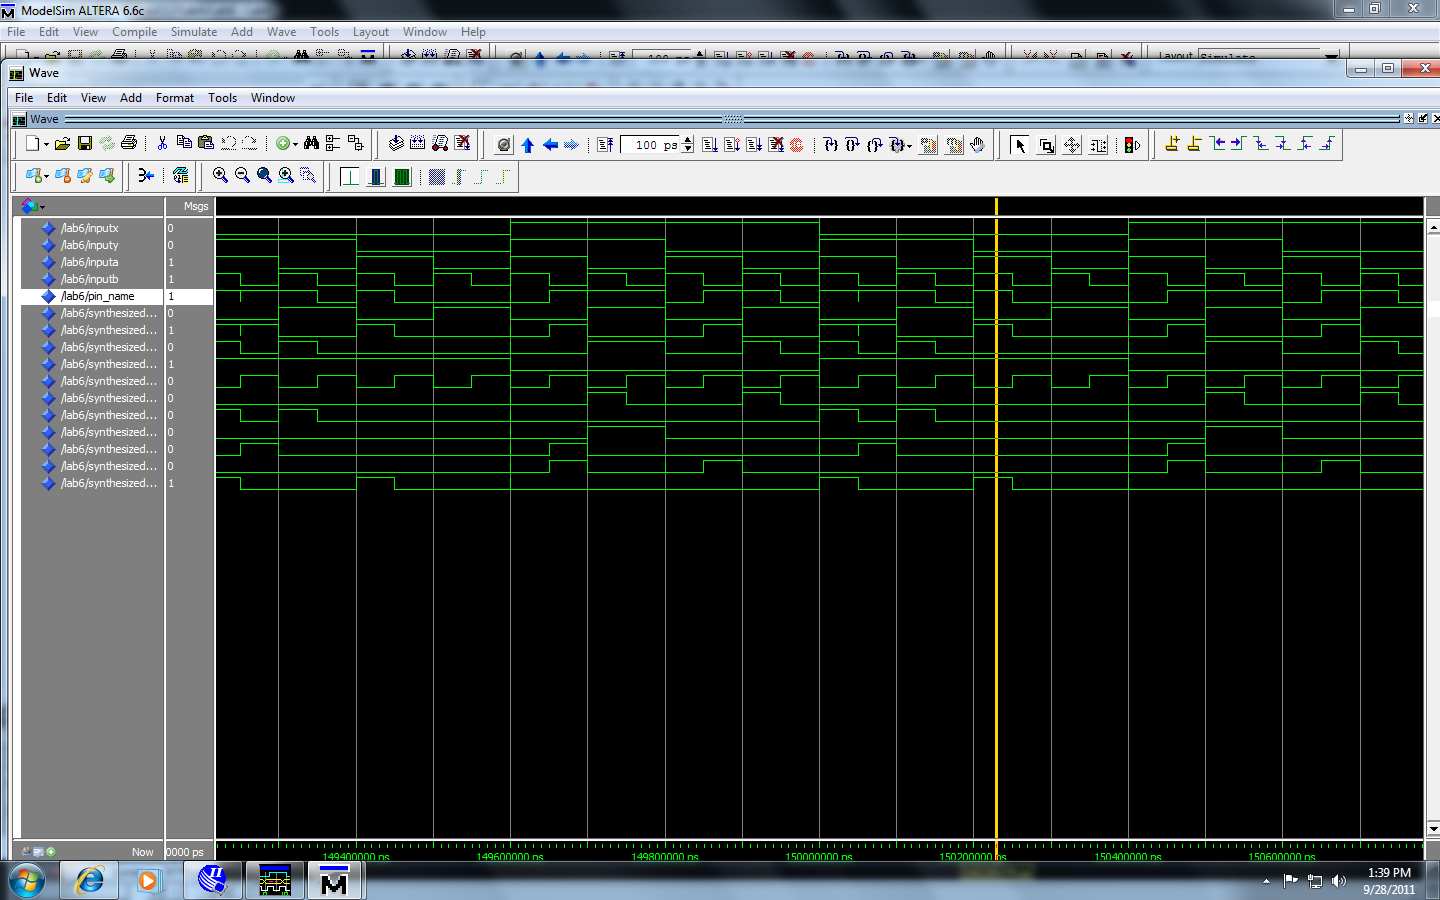 ModelSim ALTERA 6.6c
File Edit View Compile Simulate Add Wave Tools Layout Window Help
Layout Simulate
Wave
File Edit View Add Format Tools Window
Wave
100 ps
Msgs
/lab6/inputx 0
/lab6/inputy 0
/lab6/inputa 1
/lab6/inputb 1
/lab6/pin_name 1
/lab6/synthesized... 0
/lab6/synthesized... 1
/lab6/synthesized... 0
/lab6/synthesized... 1
/lab6/synthesized... 0
/lab6/synthesized... 0
/lab6/synthesized... 0
/lab6/synthesized... 0
/lab6/synthesized... 0
/lab6/synthesized... 0
/lab6/synthesized... 1
Now 0000 ps
149400000 ps 149600000 ps 149800000 ps 150000000 ps 150200000 ps 150400000 ps 150600000 ps
1:39 PM
9/28/2011